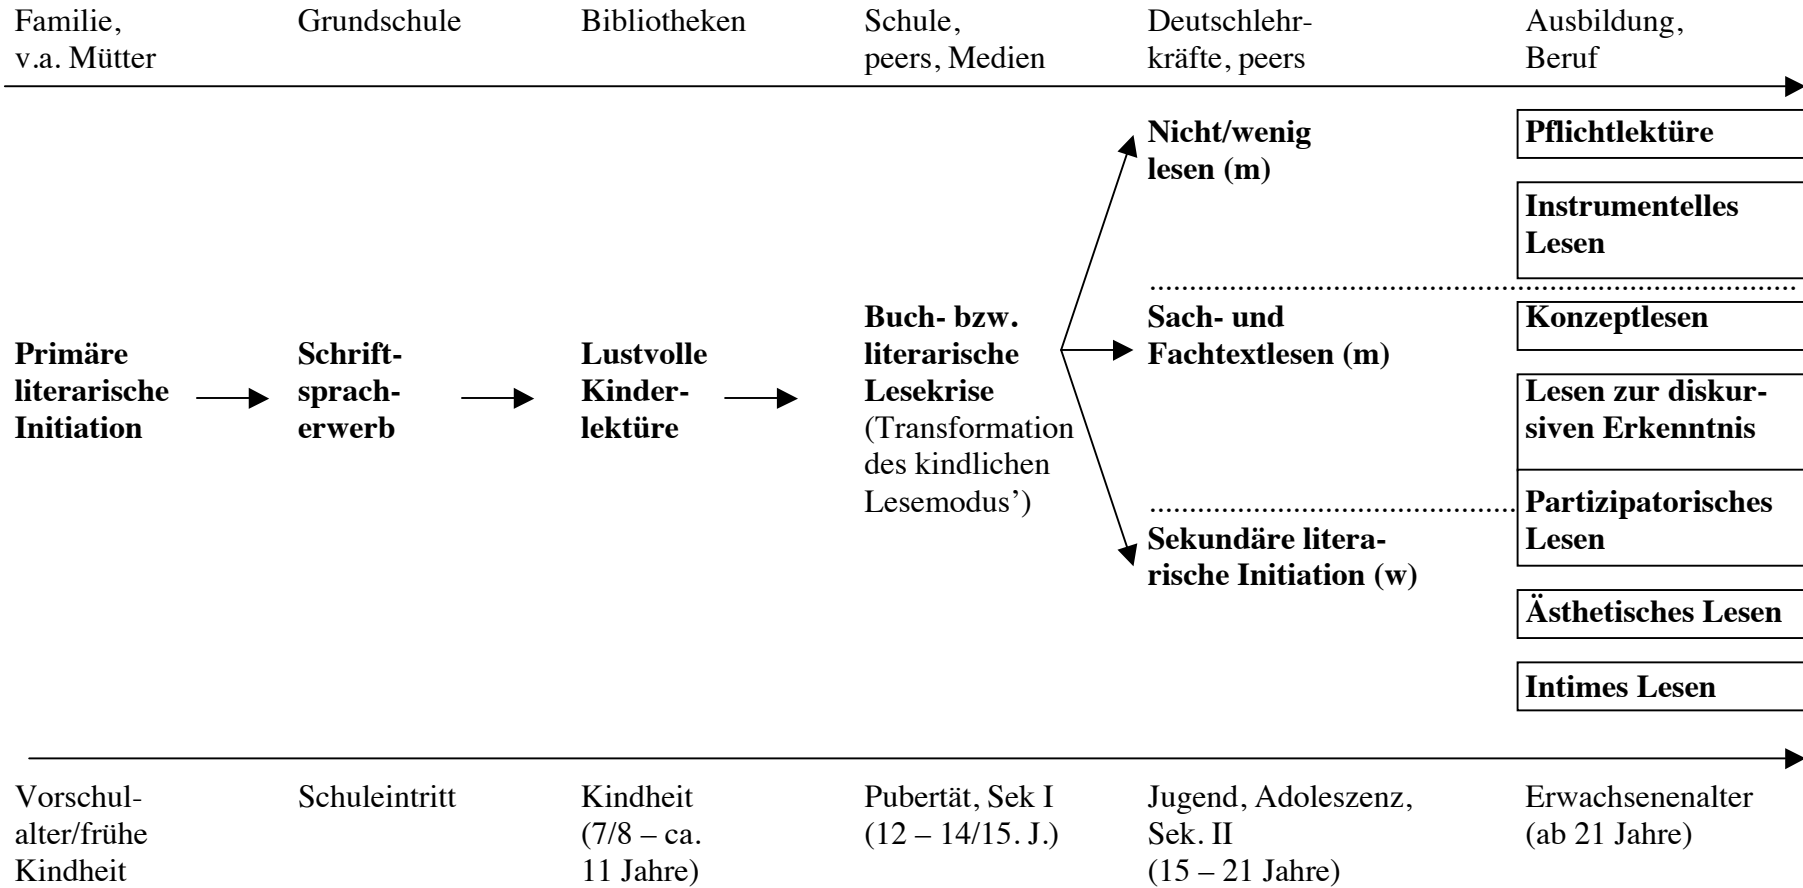 Familie,
v.a. Mütter
Grundschule
Bibliotheken
Schule,
peers, Medien
Deutschlehr-
kräfte, peers
Ausbildung,
Beruf
Primäre
literarische
Initiation
Schrift-
sprach-
erwerb
Lustvolle
Kinder-
lektüre
Buch- bzw.
literarische
Lesekrise
(Transformation
des kindlichen
Lesemodus’)
Nicht/wenig
lesen (m)
Sach- und
Fachtextlesen (m)
Sekundäre litera-
rische Initiation (w)
Pflichtlektüre
Instrumentelles
Lesen
Konzeptlesen
Lesen zur diskur-
siven Erkenntnis
Partizipatorisches
Lesen
Ästhetisches Lesen
Intimes Lesen
Vorschul-
alter/frühe
Kindheit
Schuleintritt
Kindheit
(7/8 – ca.
11 Jahre)
Pubertät, Sek I
(12 – 14/15. J.)
Jugend, Adoleszenz,
Sek. II
(15 – 21 Jahre)
Erwachsenenalter
(ab 21 Jahre)